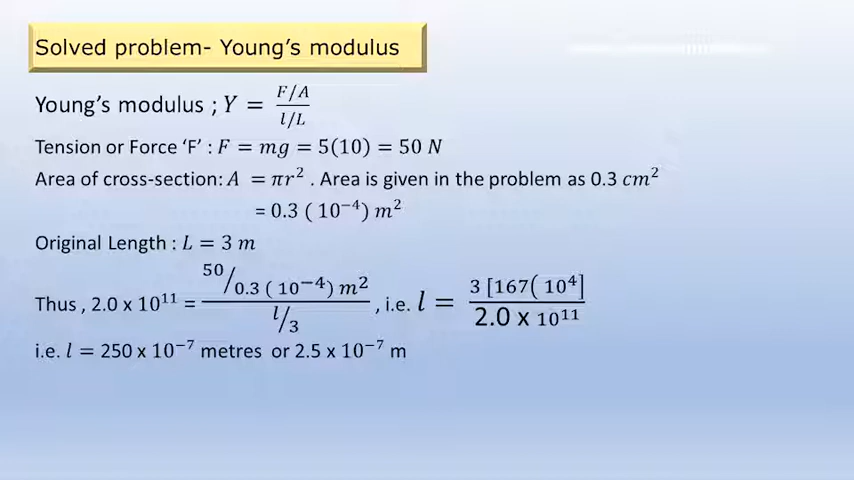 Solved problem- Young's modulus
Young's modulus ; Y = F/A / l/L
Tension or Force 'F' : F = mg = 5(10) = 50 N
Area of cross-section: A = πr² . Area is given in the problem as 0.3 cm²
= 0.3 ( 10⁻⁴) m²
Original Length : L = 3 m
Thus , 2.0 x 10¹¹ = 50/0.3 ( 10⁻⁴) m² / l/3 , i.e. l = 3 [167( 10⁴] / 2.0 x 10¹¹
i.e. l = 250 x 10⁻⁷ metres or 2.5 x 10⁻⁷ m